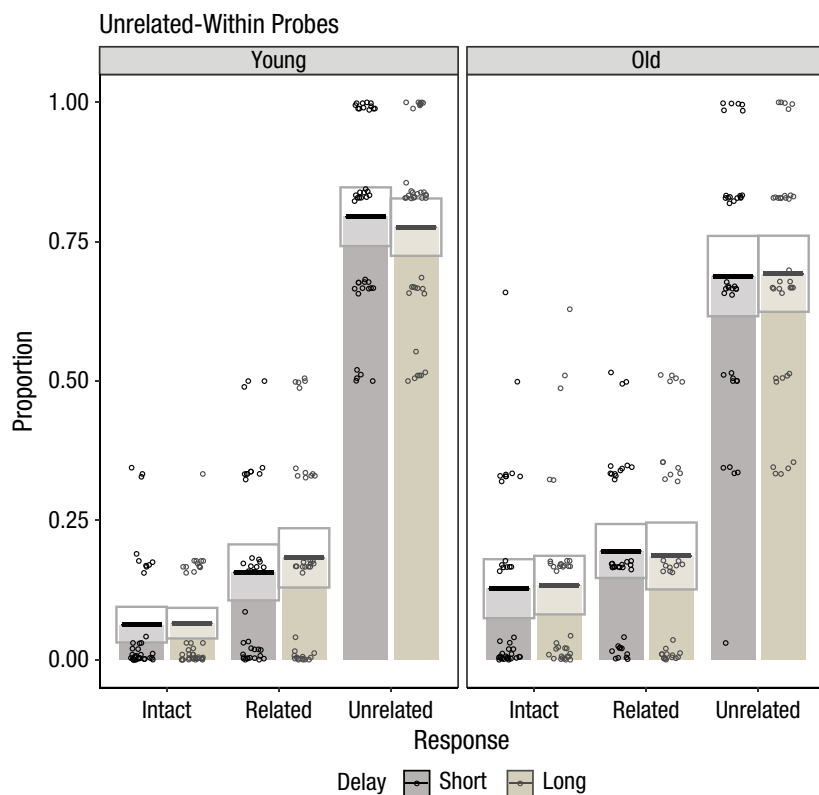 Unrelated-Within Probes
Young
Old
Proportion
1.00
0.75
0.50
0.25
0.00
Intact
Related
Unrelated
Intact
Related
Unrelated
Response
Delay
Short
Long